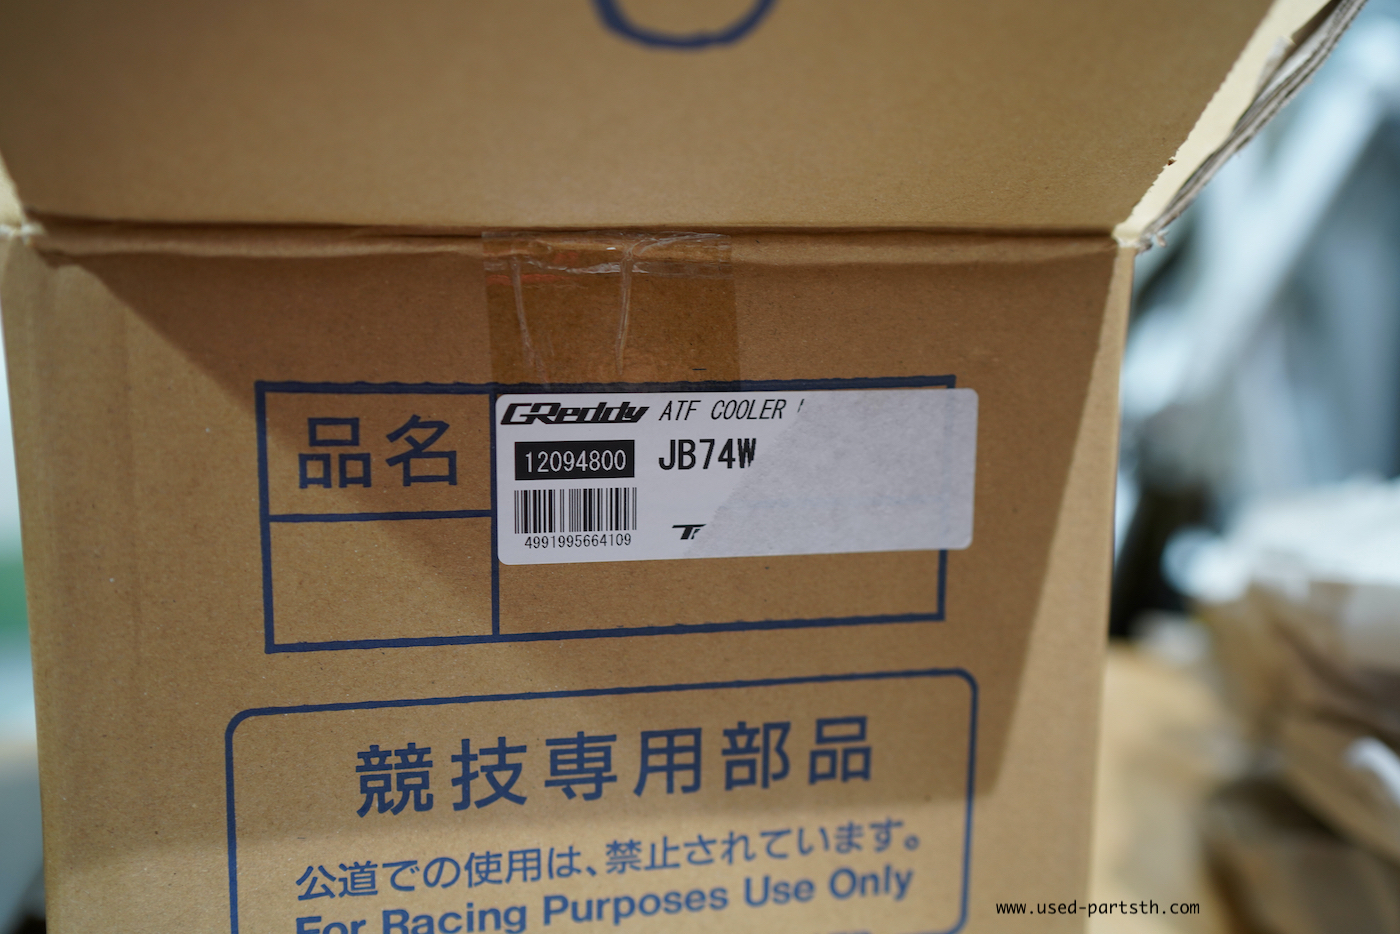 品名
GReddy ATF COOLER
12094800 JB74W
4991995664109
競技専用部品
公道での使用は、禁止されています。
For Racing Purposes Use Only
www.used-partsth.com